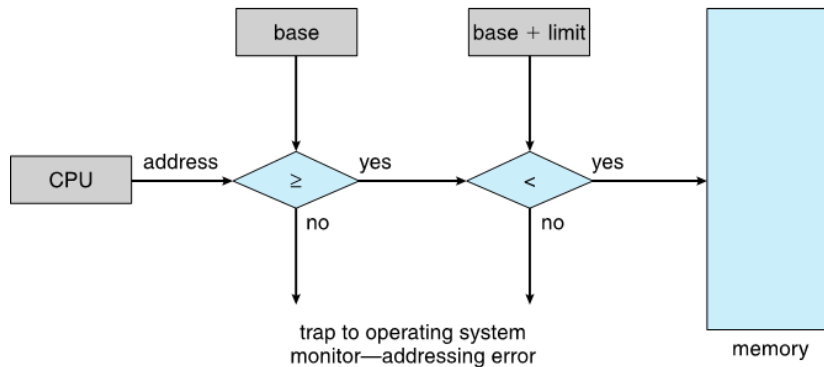 base
base + limit
CPU
address
≥
yes
<
yes
no
no
trap to operating system
monitor—addressing error
memory